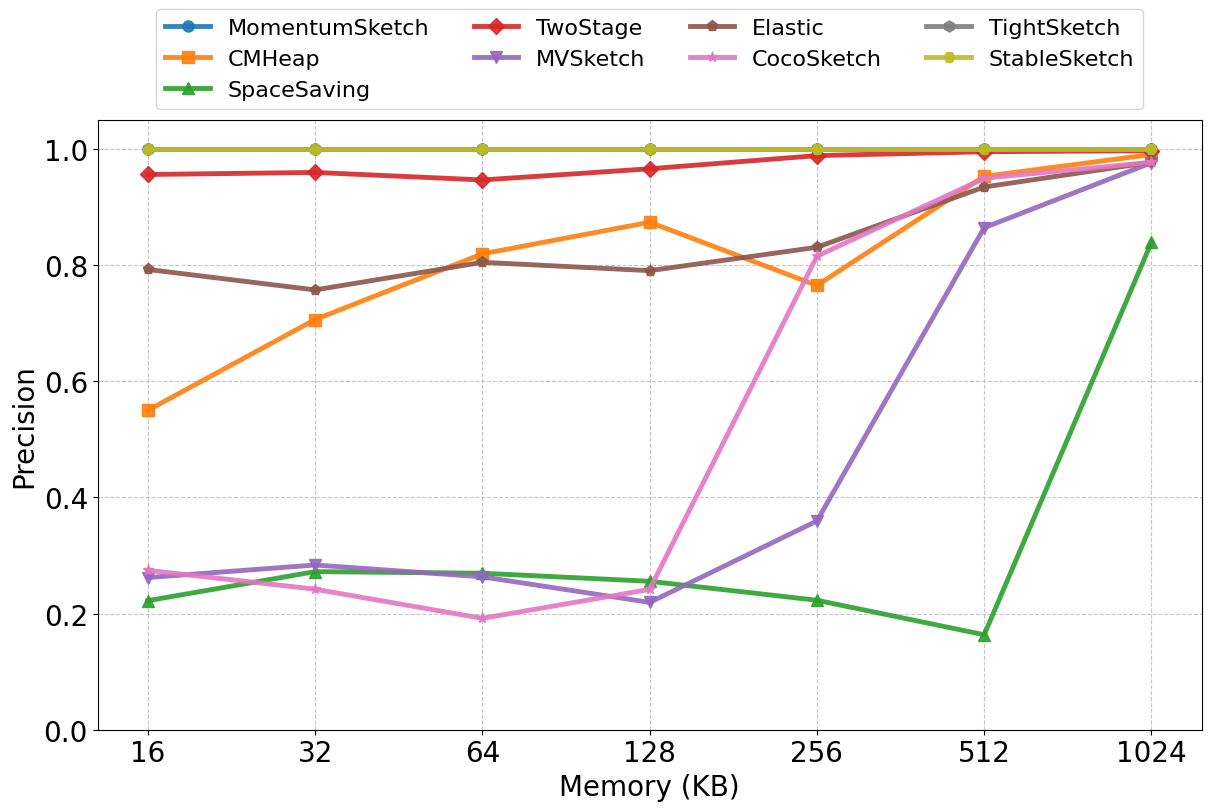 MomentumSketch TwoStage Elastic TightSketch
CMHeap MVSketch CocoSketch StableSketch
SpaceSaving
1.0
0.8
0.6
0.4
0.2
0.0
Precision
16 32 64 128 256 512 1024
Memory (KB)